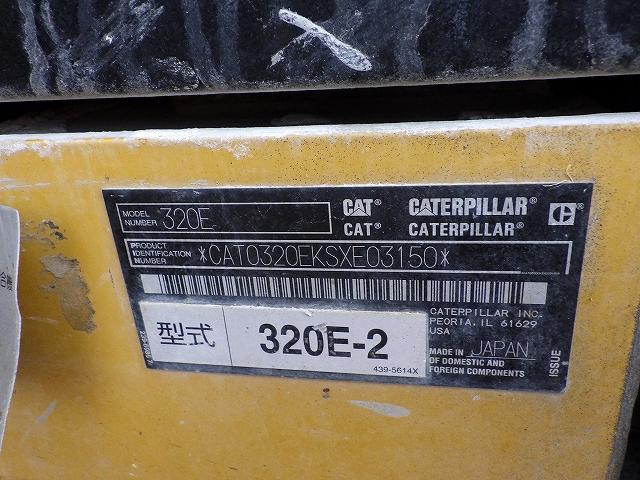 MODEL NUMBER 320E
CAT® CATERPILLAR®
CAT® CATERPILLAR®
PRODUCT IDENTIFICATION NUMBER *CAT0320EKSXE03150*
CATERPILLAR INC.
PEORIA, IL 61629
USA
型式 320E-2
439-5614X
MADE IN JAPAN
OF DOMESTIC AND
FOREIGN COMPONENTS
ISSUE